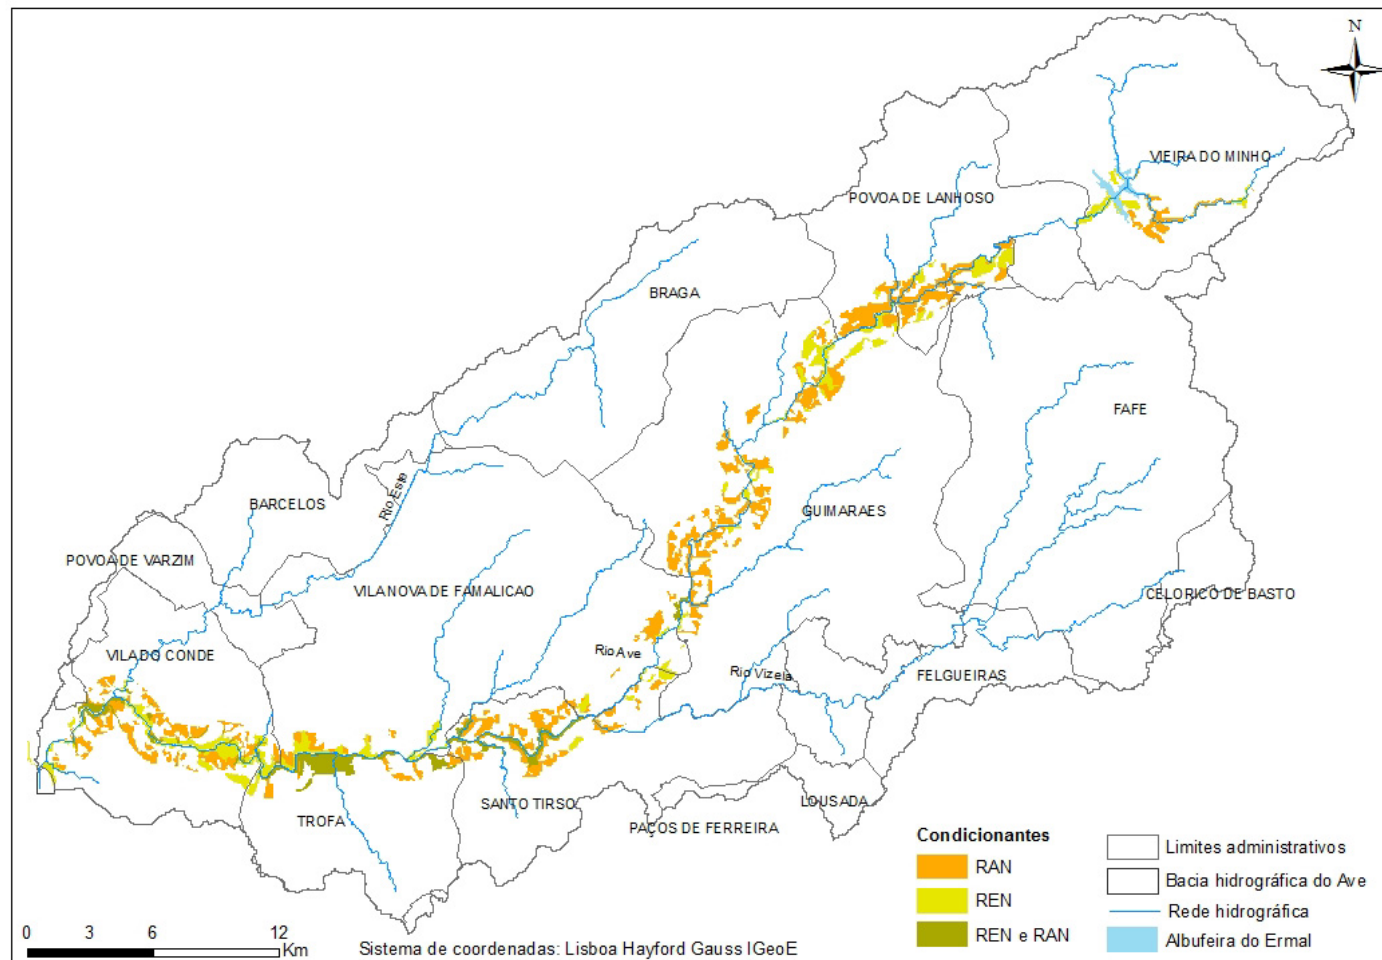 N
VIEIRA DO MINHO
POVOA DE LANHOSO
BRAGA
FAFE
BARCELOS
Rio Este
GUIMARAES
POVOA DE VARZIM
VILA NOVA DE FAMALICAO
CELORICO DE BASTO
VILA DO CONDE
Rio Ave
Rio Vizela
FELGUEIRAS
SANTO TIRSO
LOUSADA
TROFA
PAÇOS DE FERREIRA
Condicionantes
RAN
REN
REN e RAN
Limites administrativos
Bacia hidrográfica do Ave
Rede hidrográfica
Albufeira do Ermal
0 3 6 12
Km
Sistema de coordenadas: Lisboa Hayford Gauss IGeoE